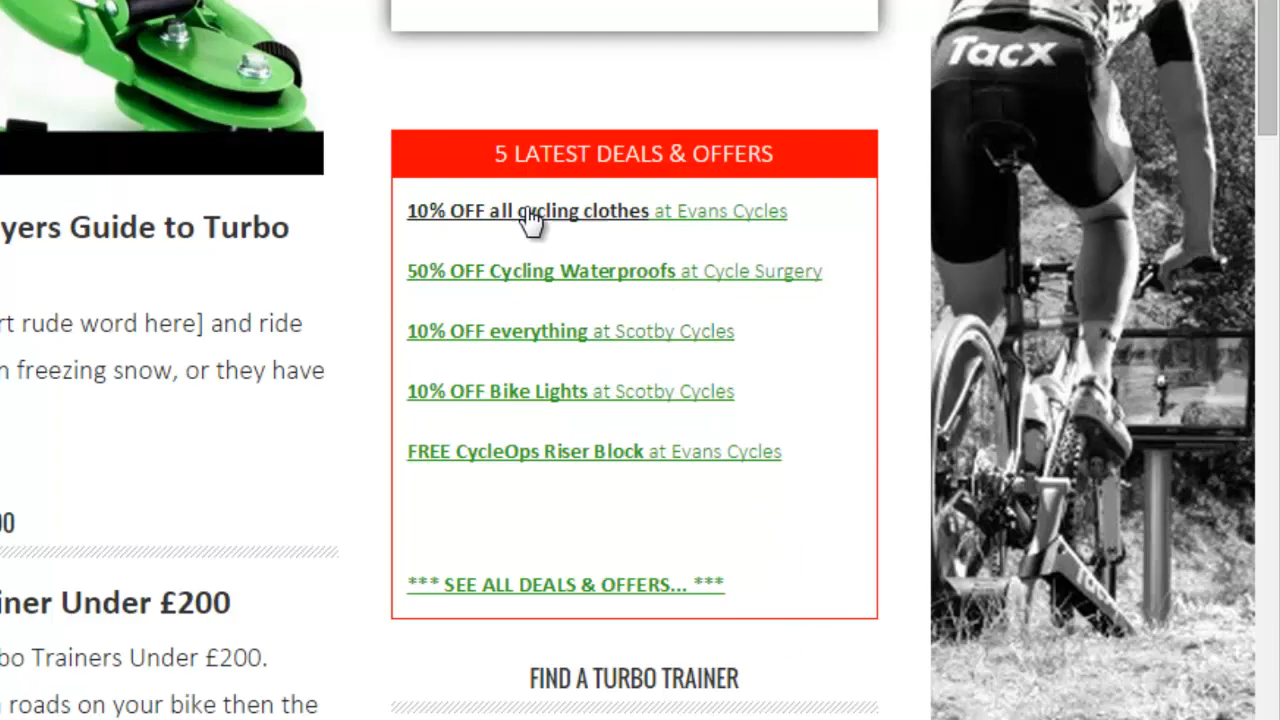 Tacx
5 LATEST DEALS & OFFERS
10% OFF all cycling clothes at Evans Cycles
50% OFF Cycling Waterproofs at Cycle Surgery
10% OFF everything at Scotby Cycles
10% OFF Bike Lights at Scotby Cycles
FREE CycleOps Riser Block at Evans Cycles
*** SEE ALL DEALS & OFFERS... ***
FIND A TURBO TRAINER
yers Guide to Turbo
rt rude word here] and ride
n freezing snow, or they have
00
iner Under £200
bo Trainers Under £200.
roads on your bike then the